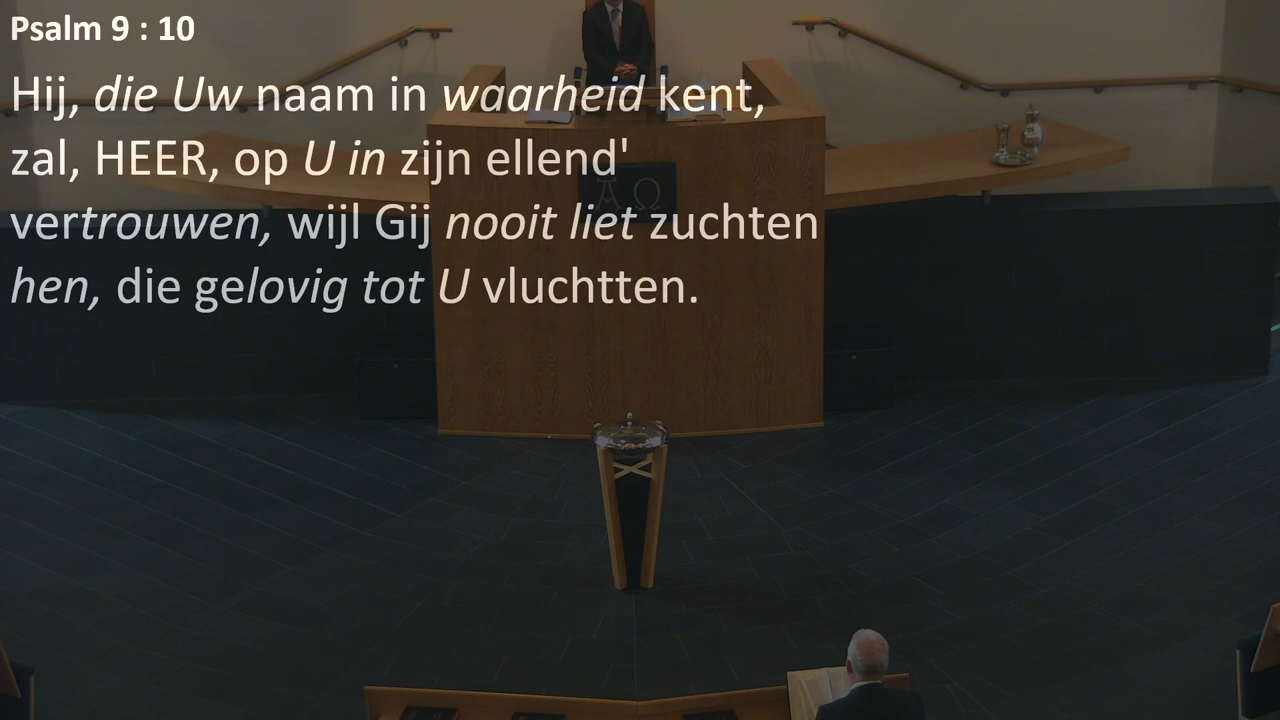 Psalm 9 : 10
Hij, die Uw naam in waarheid kent,
zal, HEER, op U in zijn ellend'
vertrouwen, wijl Gij nooit liet zuchten
hen, die gelovig tot U vluchtten.
Α Ω